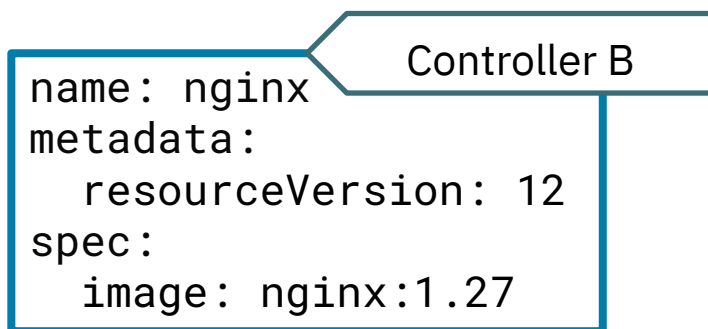 Controller B
name: nginx
metadata:
  resourceVersion: 12
spec:
  image: nginx:1.27